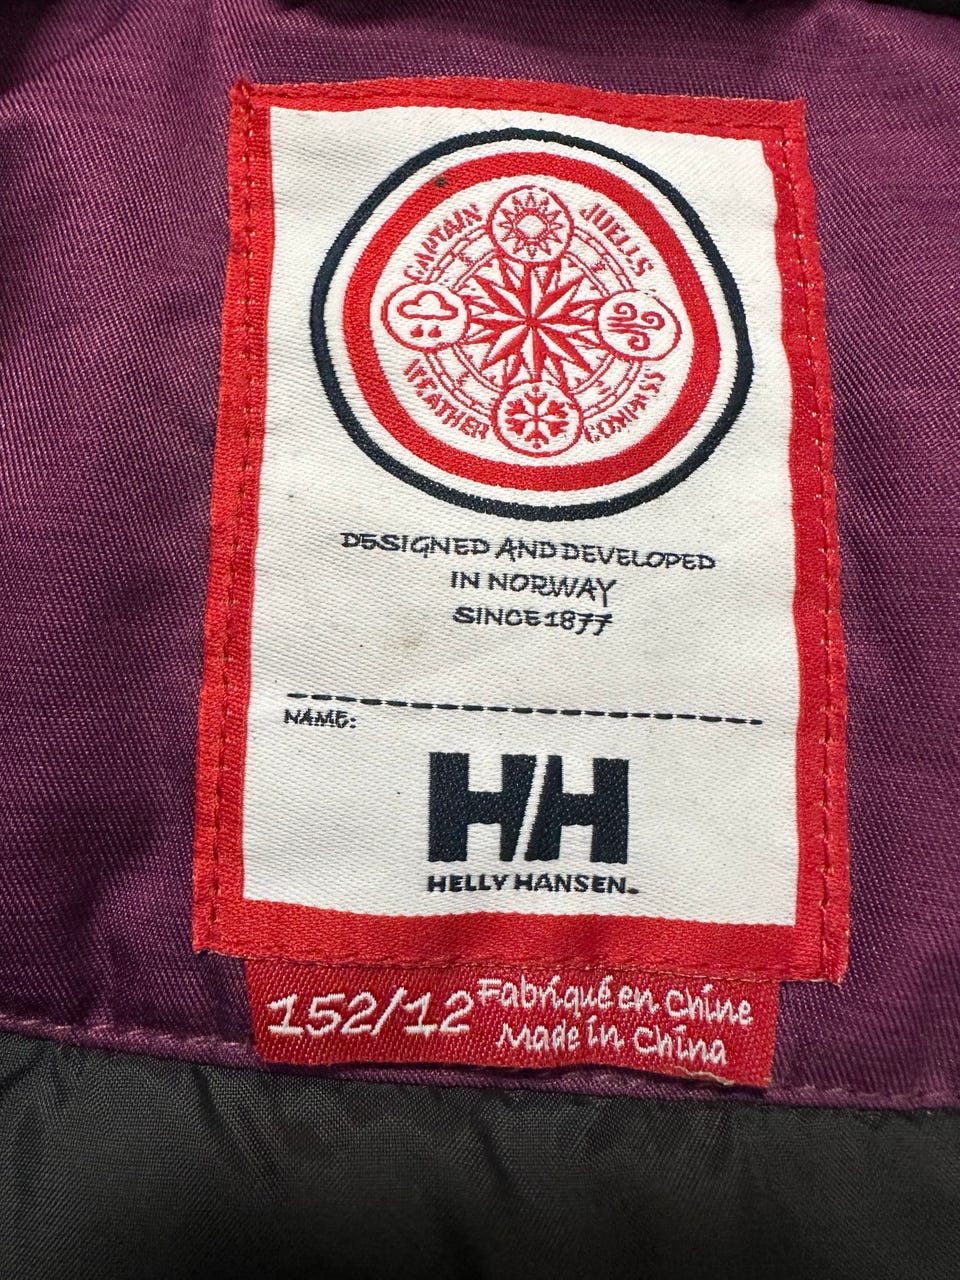 CAPTAIN JUELLS
WEATHER COMPASS
DESIGNED AND DEVELOPED
IN NORWAY
SINCE 1877
NAME:
HH
HELLY HANSEN
152/12 Fabriqué en Chine
Made in China